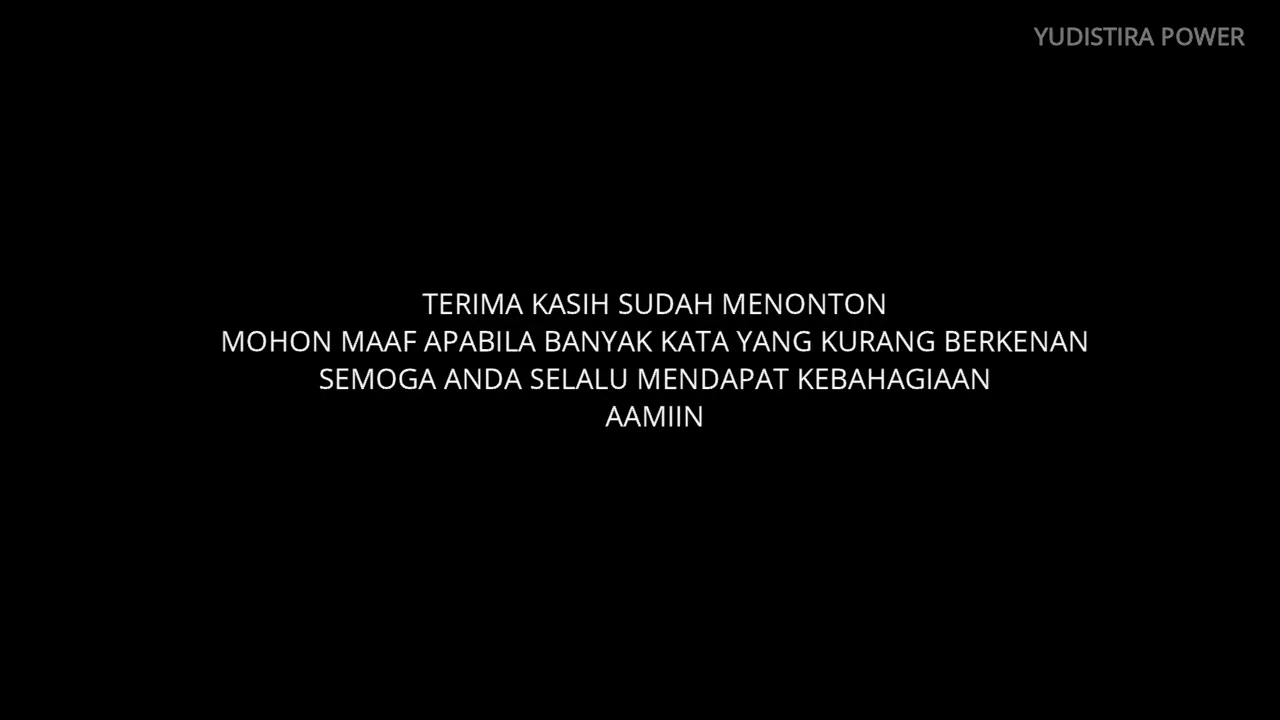 YUDISTIRA POWER
TERIMA KASIH SUDAH MENONTON
MOHON MAAF APABILA BANYAK KATA YANG KURANG BERKENAN
SEMOGA ANDA SELALU MENDAPAT KEBAHAGIAAN
AAMIIN